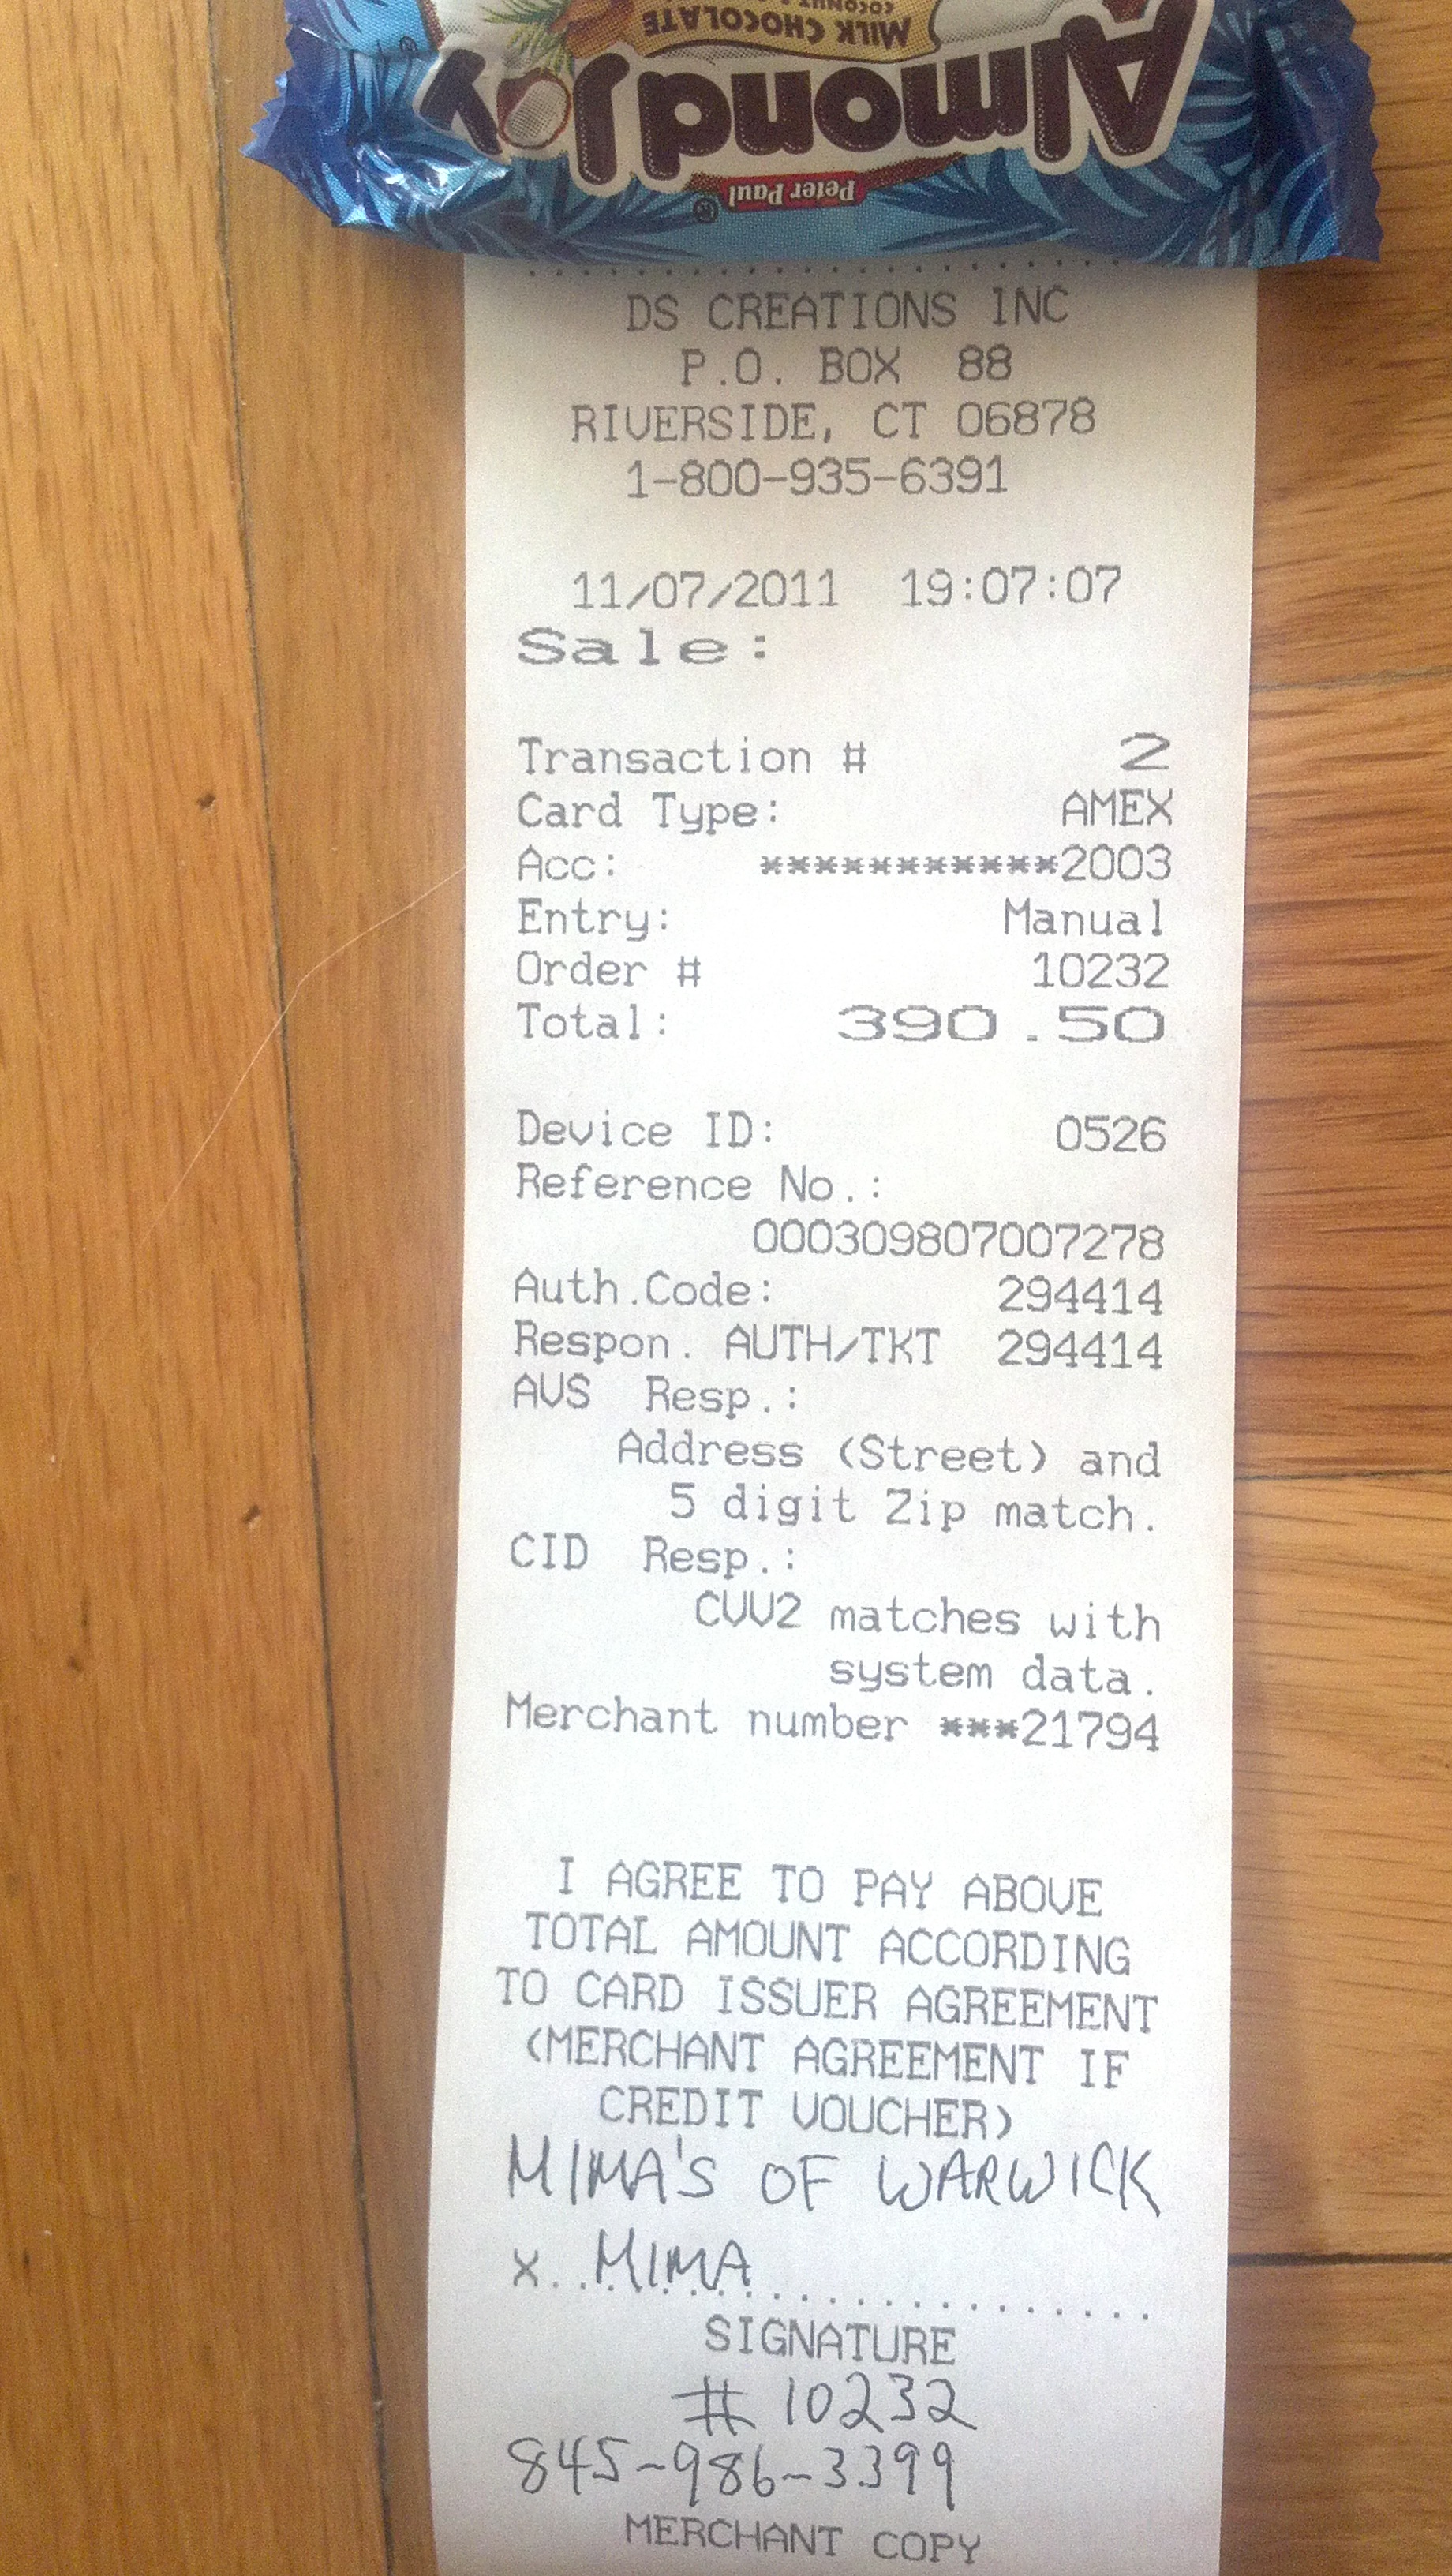 MILK CHOCOLATE
COCONUT &
AlmondJoy
®
Peter Paul
®
DS CREATIONS INC
P.O. BOX 88
RIVERSIDE, CT 06878
1-800-935-6391
11/07/2011 19:07:07
Sale:
Transaction # 2
Card Type: AMEX
Acc: ***********2003
Entry: Manual
Order # 10232
Total: 390.50
Device ID: 0526
Reference No.:
000309807007278
Auth.Code: 294414
Respon. AUTH/TKT 294414
AVS Resp.:
Address (Street) and
5 digit Zip match.
CID Resp.:
CVV2 matches with
system data.
Merchant number ***21794
I AGREE TO PAY ABOVE
TOTAL AMOUNT ACCORDING
TO CARD ISSUER AGREEMENT
(MERCHANT AGREEMENT IF
CREDIT VOUCHER)
MIMA'S OF WARWICK
X..MIMA....................
SIGNATURE
# 10232
845-986-3399
MERCHANT COPY